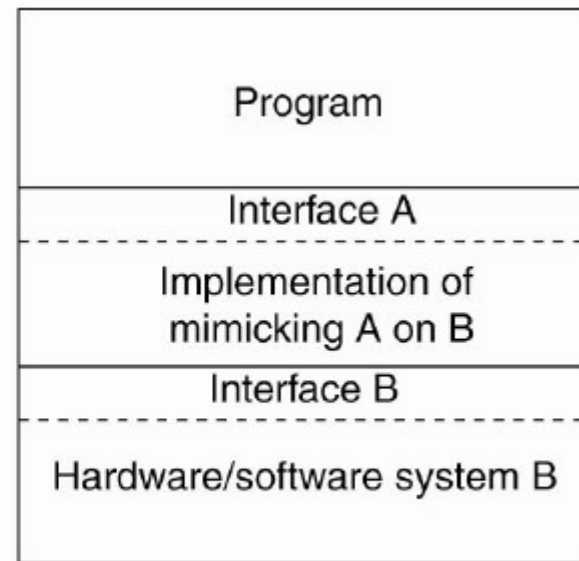 Program
Interface A
Implementation of
mimicking A on B
Interface B
Hardware/software system B